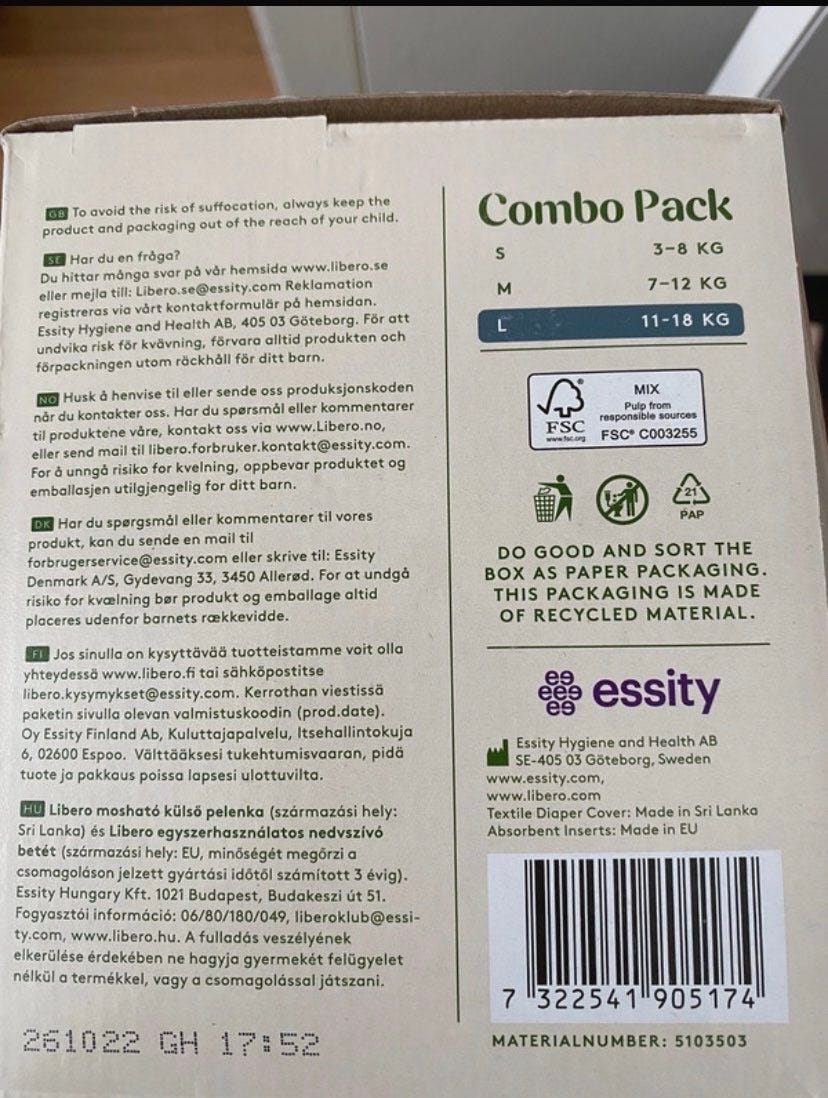 GB To avoid the risk of suffocation, always keep the
product and packaging out of the reach of your child.
SE Har du en fråga?
Du hittar många svar på vår hemsida www.libero.se
eller mejla till: Libero.se@essity.com Reklamation
registreras via vårt kontaktformulär på hemsidan.
Essity Hygiene and Health AB, 405 03 Göteborg. För att
undvika risk för kvävning, förvara alltid produkten och
förpackningen utom räckhåll för ditt barn.
NO Husk å henvise til eller sende oss produksjonskoden
når du kontakter oss. Har du spørsmål eller kommentarer
til produktene våre, kontakt oss via www.Libero.no,
eller send mail til libero.forbruker.kontakt@essity.com.
For å unngå risiko for kvelning, oppbevar produktet og
emballasjen utilgjengelig for ditt barn.
DK Har du spørgsmål eller kommentarer til vores
produkt, kan du sende en mail til
forbrugerservice@essity.com eller skrive til: Essity
Denmark A/S, Gydevang 33, 3450 Allerød. For at undgå
risiko for kvælning bør produkt og emballage altid
placeres udenfor barnets rækkevidde.
FI Jos sinulla on kysyttävää tuotteistamme voit olla
yhteydessä www.libero.fi tai sähköpostitse
libero.kysymykset@essity.com. Kerrothan viestissä
paketin sivulla olevan valmistuskoodin (prod.date).
Oy Essity Finland Ab, Kuluttajapalvelu, Itsehallintokuja
6, 02600 Espoo. Välttääksesi tukehtumisvaaran, pidä
tuote ja pakkaus poissa lapsesi ulottuvilta.
HU Libero mosható külső pelenka (származási hely:
Sri Lanka) és Libero egyszerhasználatos nedvszívó
betét (származási hely: EU, minőségét megőrzi a
csomagoláson jelzett gyártási időtől számított 3 évig).
Essity Hungary Kft. 1021 Budapest, Budakeszi út 51.
Fogyasztói információ: 06/80/180/049, liberoklub@essi-
ty.com, www.libero.hu. A fulladás veszélyének
elkerülése érdekében ne hagyja gyermekét felügyelet
nélkül a termékkel, vagy a csomagolással játszani.
261022 GH 17:52
Combo Pack
S 3-8 KG
M 7-12 KG
L 11-18 KG
FSC
www.fsc.org
MIX
Pulp from
responsible sources
FSC® C003255
21
PAP
DO GOOD AND SORT THE
BOX AS PAPER PACKAGING.
THIS PACKAGING IS MADE
OF RECYCLED MATERIAL.
essity
Essity Hygiene and Health AB
SE-405 03 Göteborg, Sweden
www.essity.com,
www.libero.com
Textile Diaper Cover: Made in Sri Lanka
Absorbent Inserts: Made in EU
7 322541 905174
MATERIALNUMBER: 5103503